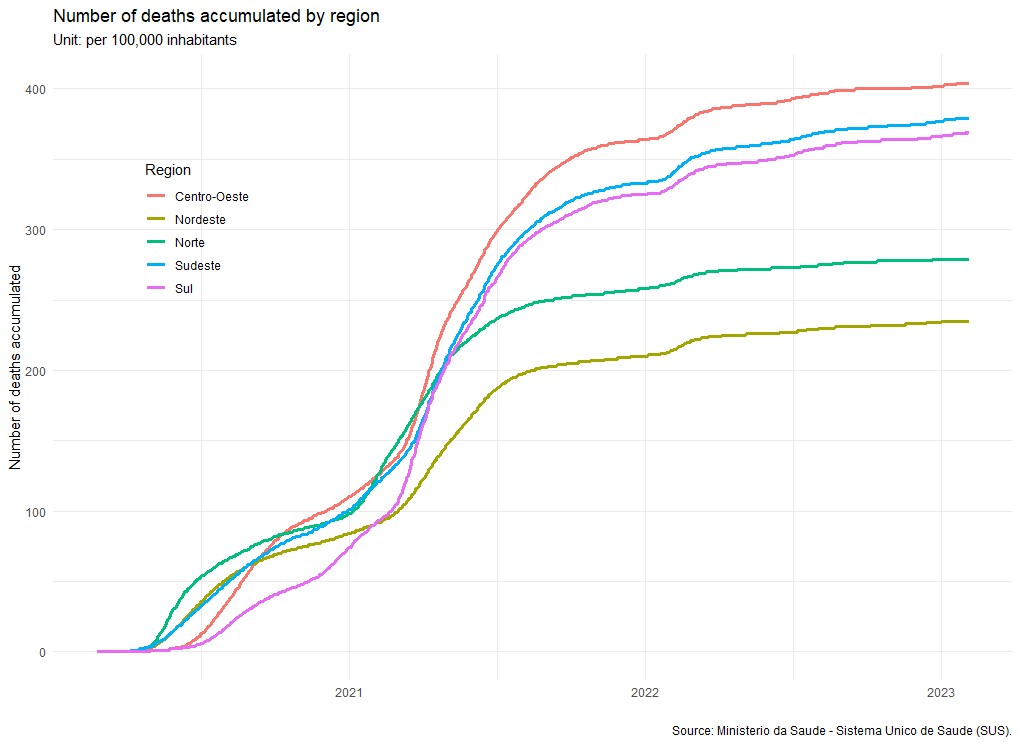 Number of deaths accumulated by region
Unit: per 100,000 inhabitants
Number of deaths accumulated
400
300
200
100
0
Region
Centro-Oeste
Nordeste
Norte
Sudeste
Sul
2021
2022
2023
Source: Ministerio da Saude - Sistema Unico de Saude (SUS).